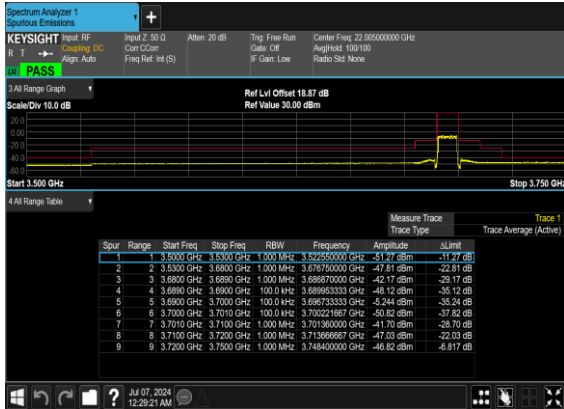 Spectrum Analyzer 1
Spurious Emissions
KEYSIGHT Input: RF Input Z: 50 Ω Atten: 20 dB Trig: Free Run Center Freq: 22.005000000 GHz
R T Coupling: DC Corr CCorr Gate: Off Avg|Hold: 100/100
Align: Auto Freq Ref: Int (S) IF Gain: Low Radio Std: None
PASS
3 All Range Graph
Ref Lvl Offset 18.87 dB
Scale/Div 10.0 dB Ref Value 30.00 dBm
20.0
0.00
-20.0
-40.0
-60.0
Start 3.500 GHz Stop 3.750 GHz
4 All Range Table
Measure Trace Trace 1
Trace Type Trace Average (Active)
Spur Range Start Freq Stop Freq RBW Frequency Amplitude ΔLimit
1 1 3.5000 GHz 3.5300 GHz 1.000 MHz 3.522550000 GHz -51.27 dBm -11.27 dB
2 2 3.5300 GHz 3.6800 GHz 1.000 MHz 3.676750000 GHz -47.81 dBm -22.81 dB
3 3 3.6800 GHz 3.6890 GHz 1.000 MHz 3.686870000 GHz -42.17 dBm -29.17 dB
4 4 3.6890 GHz 3.6900 GHz 100.0 kHz 3.689953333 GHz -48.12 dBm -35.12 dB
5 5 3.6900 GHz 3.7000 GHz 100.0 kHz 3.696733333 GHz -5.244 dBm -35.24 dB
6 6 3.7000 GHz 3.7010 GHz 100.0 kHz 3.700221667 GHz -50.82 dBm -37.82 dB
7 7 3.7010 GHz 3.7100 GHz 1.000 MHz 3.701360000 GHz -41.70 dBm -28.70 dB
8 8 3.7100 GHz 3.7200 GHz 1.000 MHz 3.713666667 GHz -47.03 dBm -22.03 dB
9 9 3.7200 GHz 3.7500 GHz 1.000 MHz 3.748400000 GHz -46.82 dBm -6.817 dB
Jul 07, 2024
12:29:21 AM